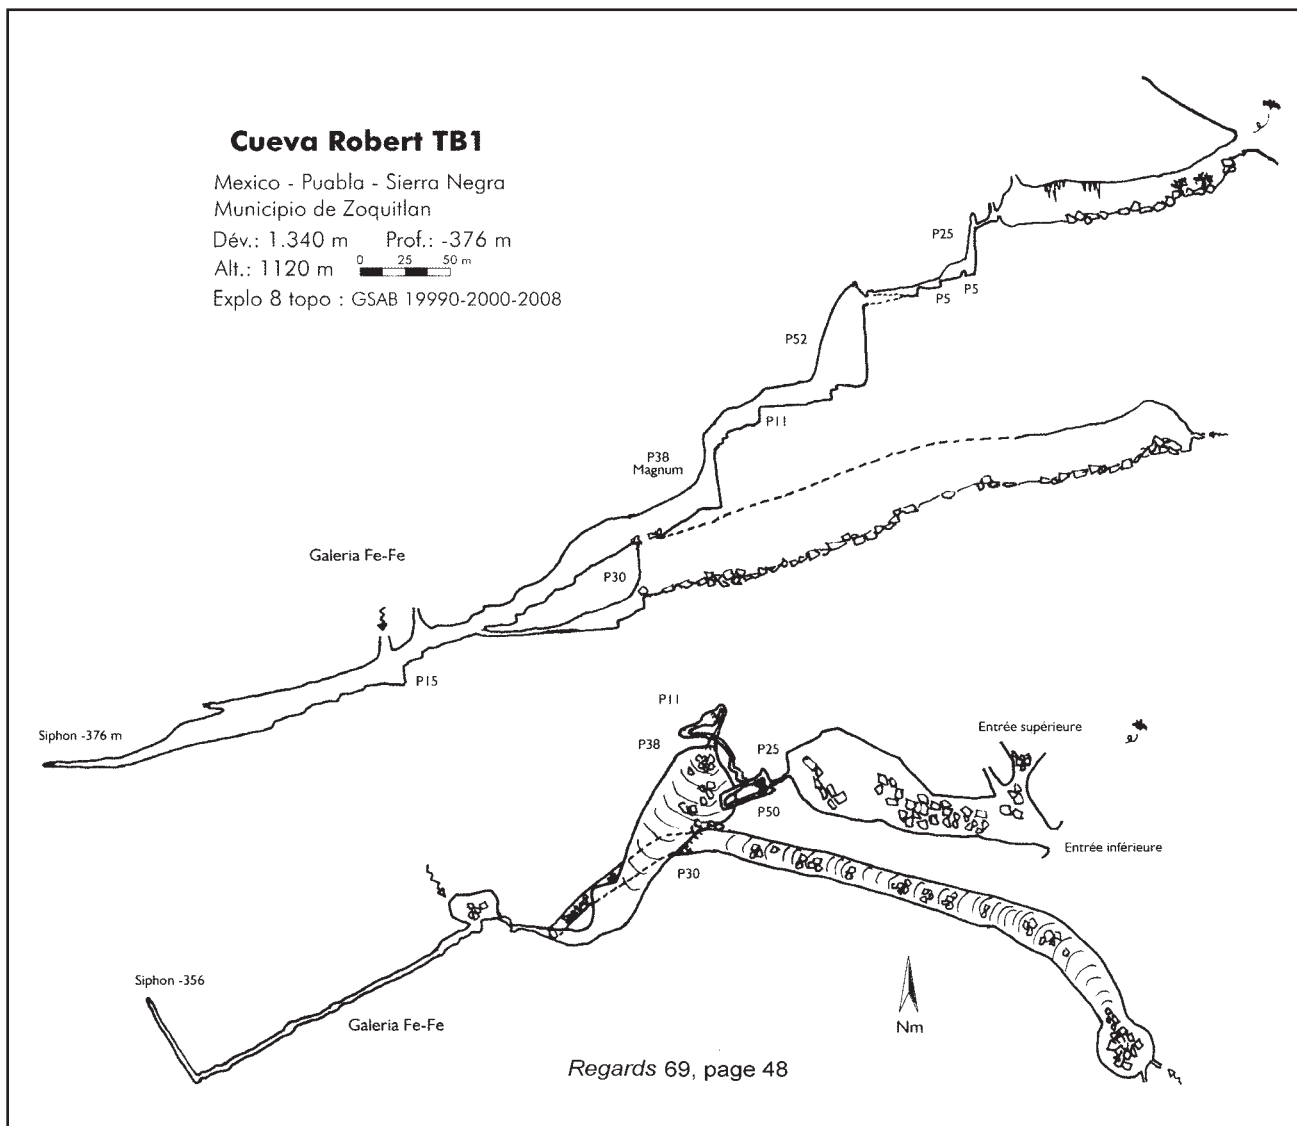 Cueva Robert TB1
Mexico - Puabla - Sierra Negra
Municipio de Zoquitlan
Dév.: 1.340 m Prof.: -376 m
Alt.: 1120 m 0 25 50 m
Explo 8 topo : GSAB 19990-2000-2008
P25
P5
P5
P52
P11
P38
Magnum
Galeria Fe-Fe
P30
P15
Siphon -376 m
P11
P38
P25
Entrée supérieure
P50
Entrée inférieure
P30
Siphon -356
Galeria Fe-Fe
Nm
Regards 69, page 48